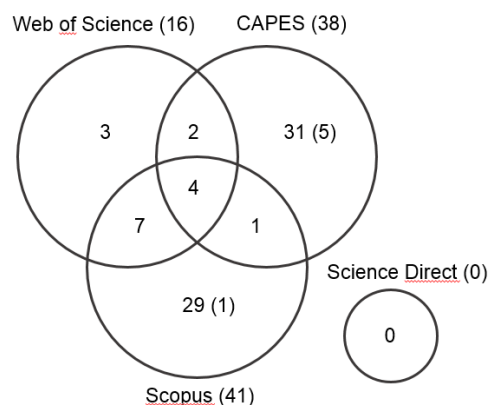 Web of Science (16)
CAPES (38)
3
2
31 (5)
4
7
1
Science Direct (0)
29 (1)
0
Scopus (41)